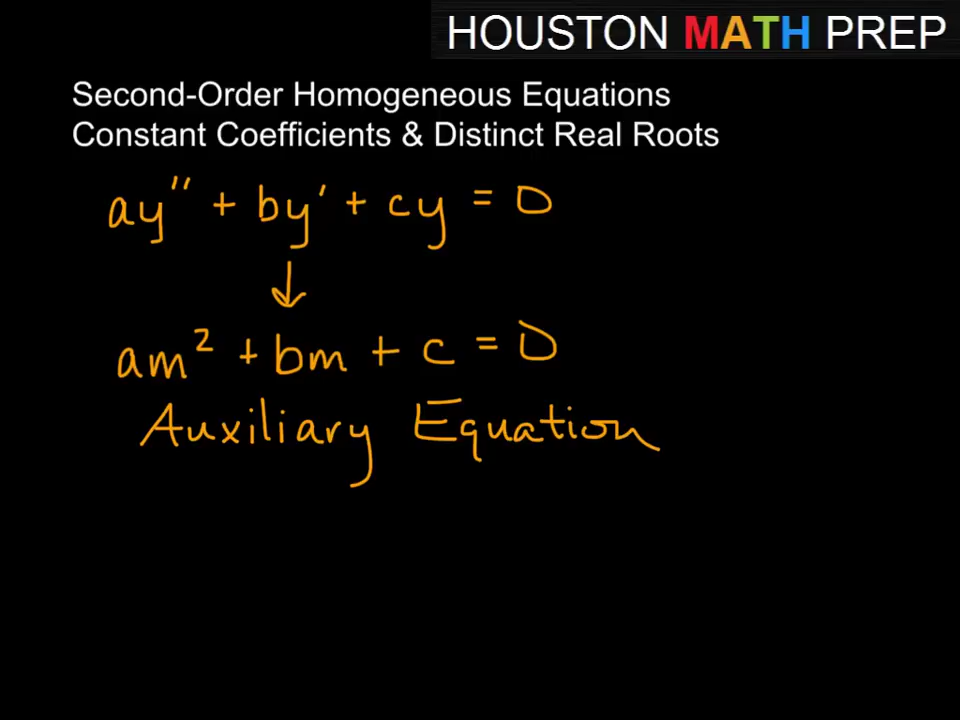 HOUSTON MATH PREP
Second-Order Homogeneous Equations
Constant Coefficients & Distinct Real Roots
ay'' + by' + cy = 0
↓
am² + bm + c = 0
Auxiliary Equation